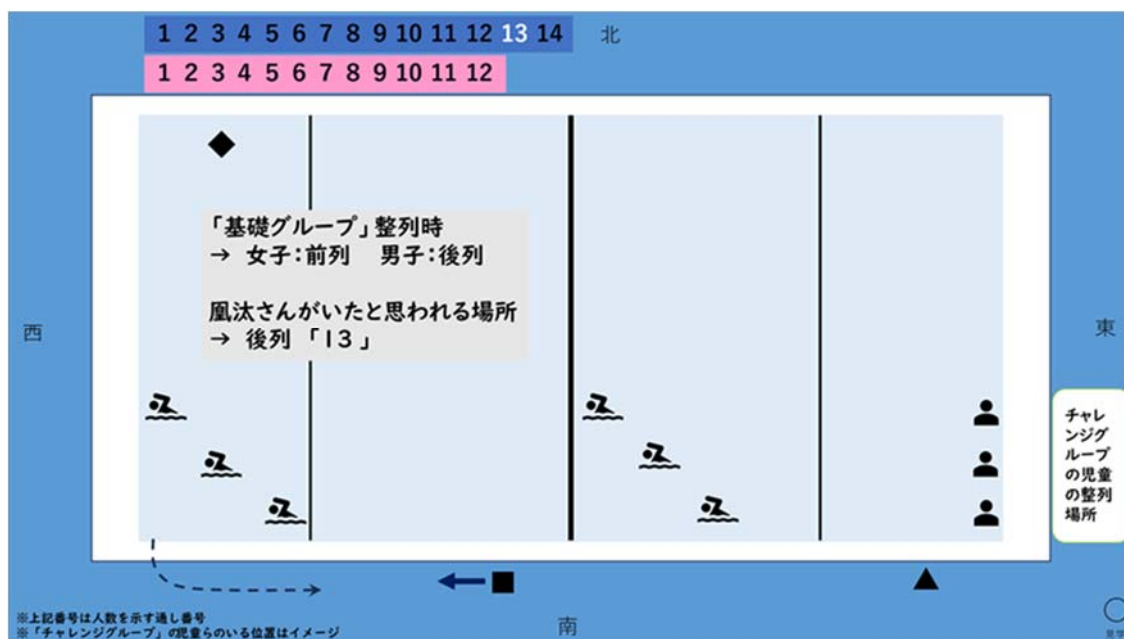 1 2 3 4 5 6 7 8 9 10 11 12 13 14 北
1 2 3 4 5 6 7 8 9 10 11 12
「基礎グループ」整列時
→ 女子:前列 男子:後列
凰汰さんがいたと思われる場所
→ 後列「13」
西
東
チャレ
ンジグ
ループ
の児童
の整列
場所
※上記番号は人数を示す通し番号
※「チャレンジグループ」の児童らのいる位置はイメージ
南